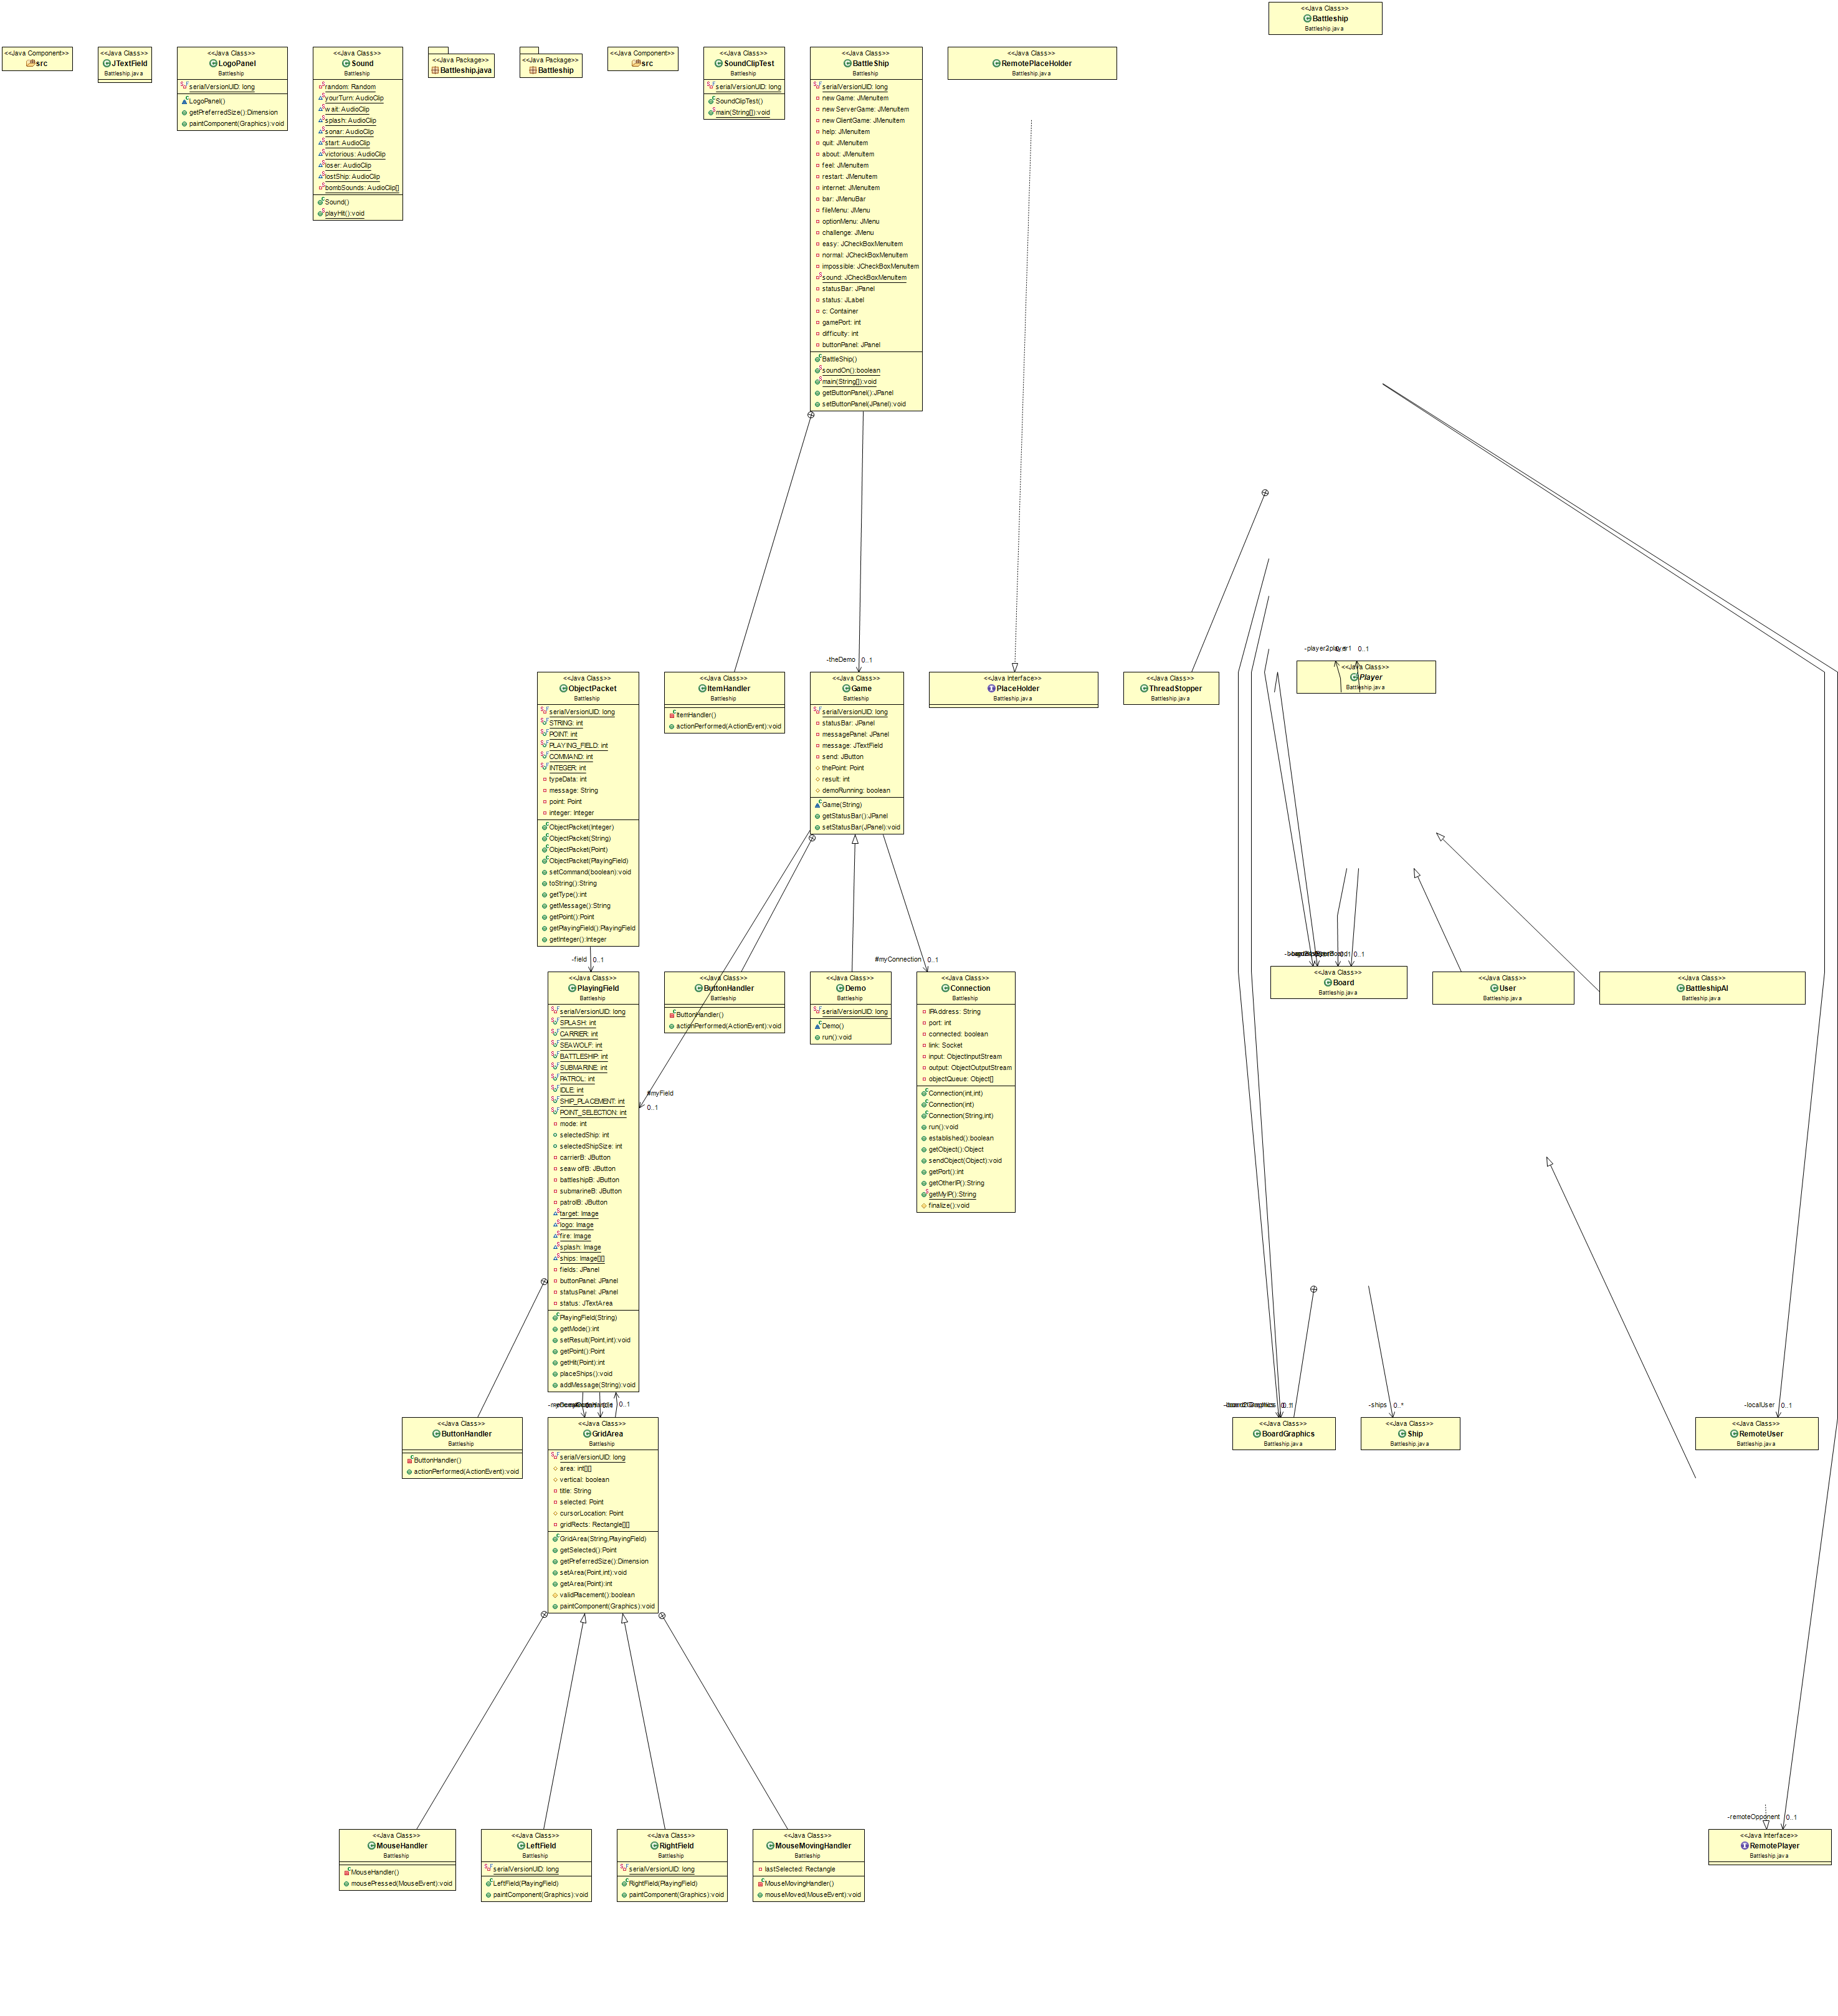 <<Java Class>>
Battleship
Battleship.java
<<Java Component>>
src
<<Java Class>>
JTextField
Battleship.java
<<Java Class>>
LogoPanel
Battleship
serialVersionUID: long
LogoPanel()
getPreferredSize():Dimension
paintComponent(Graphics):void
<<Java Class>>
Sound
Battleship
random: Random
yourTurn: AudioClip
wait: AudioClip
splash: AudioClip
sonar: AudioClip
start: AudioClip
victorious: AudioClip
loser: AudioClip
lostShip: AudioClip
bombSounds: AudioClip[]
Sound()
playHit():void
<<Java Package>>
Battleship.java
<<Java Package>>
Battleship
<<Java Component>>
src
<<Java Class>>
SoundClipTest
Battleship
serialVersionUID: long
SoundClipTest()
main(String[]):void
<<Java Class>>
BattleShip
Battleship
serialVersionUID: long
newGame: JMenuItem
newServerGame: JMenuItem
newClientGame: JMenuItem
help: JMenuItem
quit: JMenuItem
about: JMenuItem
feel: JMenuItem
restart: JMenuItem
internet: JMenuItem
bar: JMenuBar
fileMenu: JMenu
optionMenu: JMenu
challenge: JMenu
easy: JCheckBoxMenuItem
normal: JCheckBoxMenuItem
impossible: JCheckBoxMenuItem
sound: JCheckBoxMenuItem
statusBar: JPanel
status: JLabel
c: Container
gamePort: int
difficulty: int
buttonPanel: JPanel
BattleShip()
soundOn():boolean
main(String[]):void
getButtonPanel():JPanel
setButtonPanel(JPanel):void
<<Java Class>>
RemotePlaceHolder
Battleship.java
-theDemo 0..1
<<Java Class>>
ObjectPacket
Battleship
serialVersionUID: long
STRING: int
POINT: int
PLAYING_FIELD: int
COMMAND: int
INTEGER: int
typeData: int
message: String
point: Point
integer: Integer
ObjectPacket(Integer)
ObjectPacket(String)
ObjectPacket(Point)
ObjectPacket(PlayingField)
setCommand(boolean):void
toString():String
getType():int
getMessage():String
getPoint():Point
getPlayingField():PlayingField
getInteger():Integer
<<Java Class>>
ItemHandler
Battleship
ItemHandler()
actionPerformed(ActionEvent):void
<<Java Class>>
Game
Battleship
serialVersionUID: long
statusBar: JPanel
messagePanel: JPanel
message: JTextField
send: JButton
thePoint: Point
result: int
demoRunning: boolean
Game(String)
getStatusBar():JPanel
setStatusBar(JPanel):void
<<Java Interface>>
PlaceHolder
Battleship.java
<<Java Class>>
ThreadStopper
Battleship.java
0..1
<<Java Class>>
Player
Battleship.java
-field 0..1
#myConnection 0..1
<<Java Class>>
PlayingField
Battleship
serialVersionUID: long
SPLASH: int
CARRIER: int
SEAWOLF: int
BATTLESHIP: int
SUBMARINE: int
PATROL: int
IDLE: int
SHIP_PLACEMENT: int
POINT_SELECTION: int
mode: int
selectedShip: int
selectedShipSize: int
carrierB: JButton
seawolfB: JButton
battleshipB: JButton
submarineB: JButton
patrolB: JButton
target: Image
logo: Image
fire: Image
splash: Image
ships: Image[][]
fields: JPanel
buttonPanel: JPanel
statusPanel: JPanel
status: JTextArea
PlayingField(String)
getMode():int
setResult(Point,int):void
getPoint():Point
getHit(Point):int
placeShips():void
addMessage(String):void
<<Java Class>>
ButtonHandler
Battleship
ButtonHandler()
actionPerformed(ActionEvent):void
#myField
0..1
<<Java Class>>
Demo
Battleship
serialVersionUID: long
Demo()
run():void
<<Java Class>>
Connection
Battleship
IPAddress: String
port: int
connected: boolean
link: Socket
input: ObjectInputStream
output: ObjectOutputStream
objectQueue: Object[]
Connection(int,int)
Connection(int)
Connection(String,int)
run():void
established():boolean
getObject():Object
sendObject(Object):void
getPort():int
getOtherIP():String
getMyIP():String
finalize():void
0..1
<<Java Class>>
Board
Battleship.java
<<Java Class>>
User
Battleship.java
<<Java Class>>
BattleshipAI
Battleship.java
0..1
<<Java Class>>
ButtonHandler
Battleship
ButtonHandler()
actionPerformed(ActionEvent):void
<<Java Class>>
GridArea
Battleship
serialVersionUID: long
area: int[][]
vertical: boolean
title: String
selected: Point
cursorLocation: Point
gridRects: Rectangle[][]
GridArea(String,PlayingField)
getSelected():Point
getPreferredSize():Dimension
setArea(Point,int):void
getArea(Point):int
validPlacement():boolean
paintComponent(Graphics):void
<<Java Class>>
BoardGraphics
Battleship.java
-ships 0..*
<<Java Class>>
Ship
Battleship.java
-localUser 0..1
<<Java Class>>
RemoteUser
Battleship.java
<<Java Class>>
MouseHandler
Battleship
MouseHandler()
mousePressed(MouseEvent):void
<<Java Class>>
LeftField
Battleship
serialVersionUID: long
LeftField(PlayingField)
paintComponent(Graphics):void
<<Java Class>>
RightField
Battleship
serialVersionUID: long
RightField(PlayingField)
paintComponent(Graphics):void
<<Java Class>>
MouseMovingHandler
Battleship
lastSelected: Rectangle
MouseMovingHandler()
mouseMoved(MouseEvent):void
-remoteOpponent 0..1
<<Java Interface>>
RemotePlayer
Battleship.java